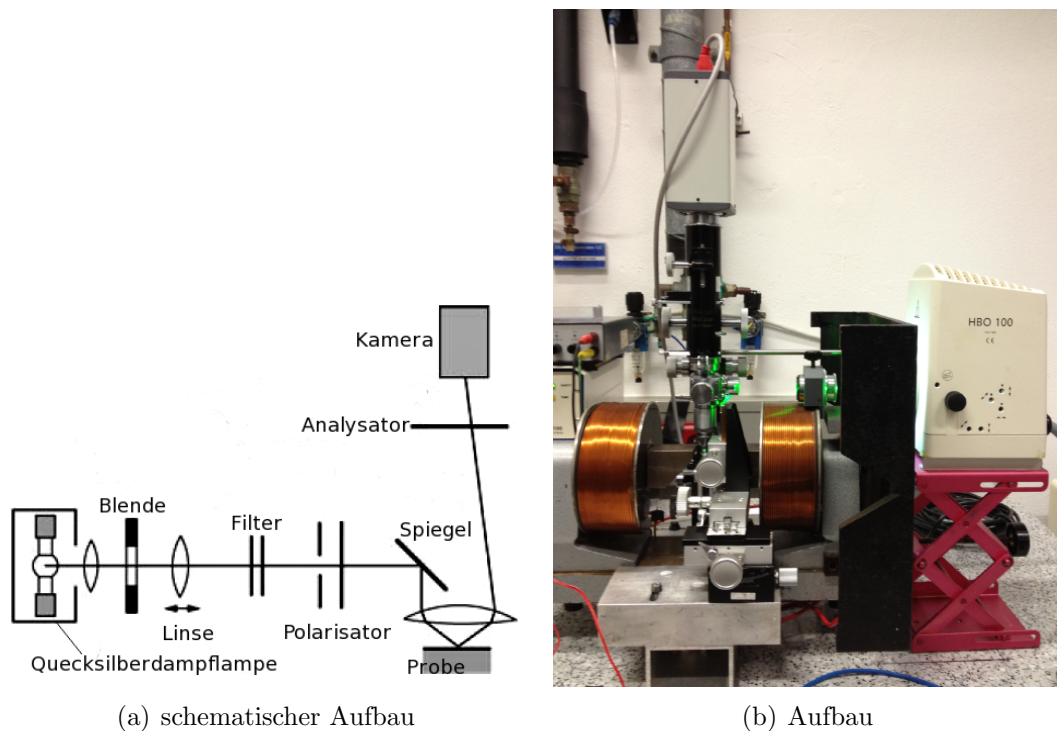 Kamera
Analysator
Blende
Filter
Spiegel
Linse
Polarisator
Quecksilberdampflampe
Probe
HBO 100
(a) schematischer Aufbau
(b) Aufbau